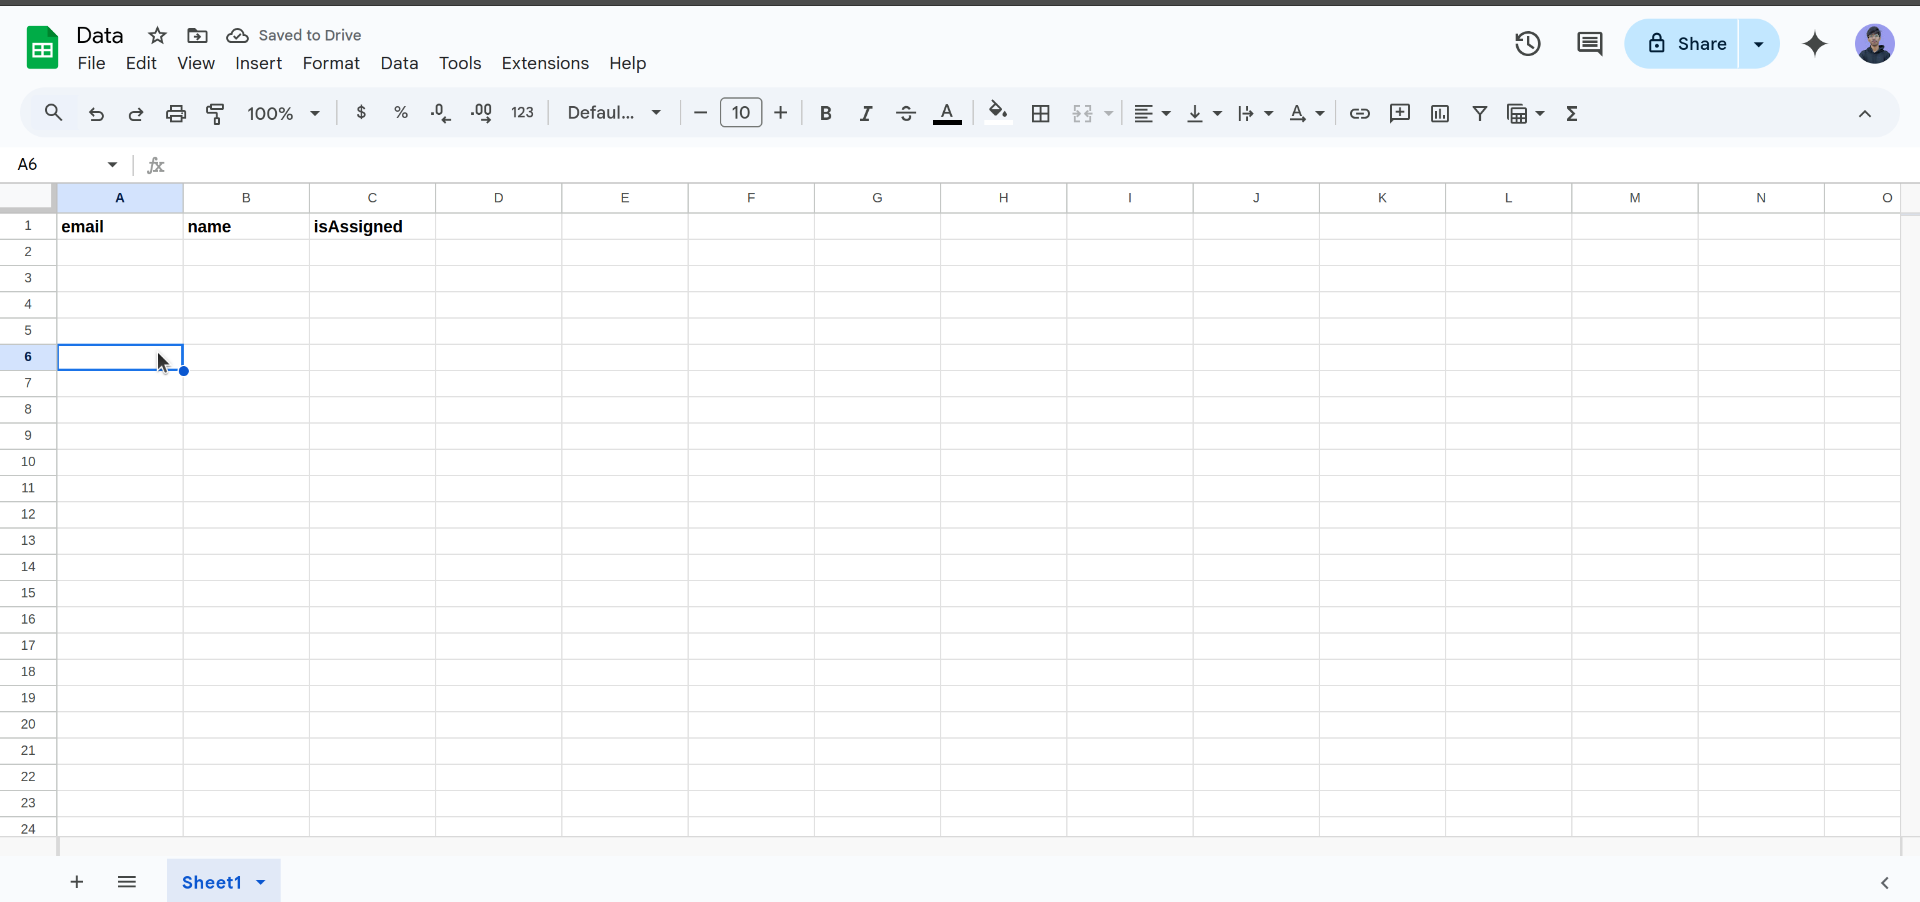 Data Saved to Drive
File Edit View Insert Format Data Tools Extensions Help
Share
100% $ % .0 .00 123 Defaul... 10 B I A A Σ
A6 fx
A B C D E F G H I J K L M N O
1 email name isAssigned
2
3
4
5
6
7
8
9
10
11
12
13
14
15
16
17
18
19
20
21
22
23
24
Sheet1